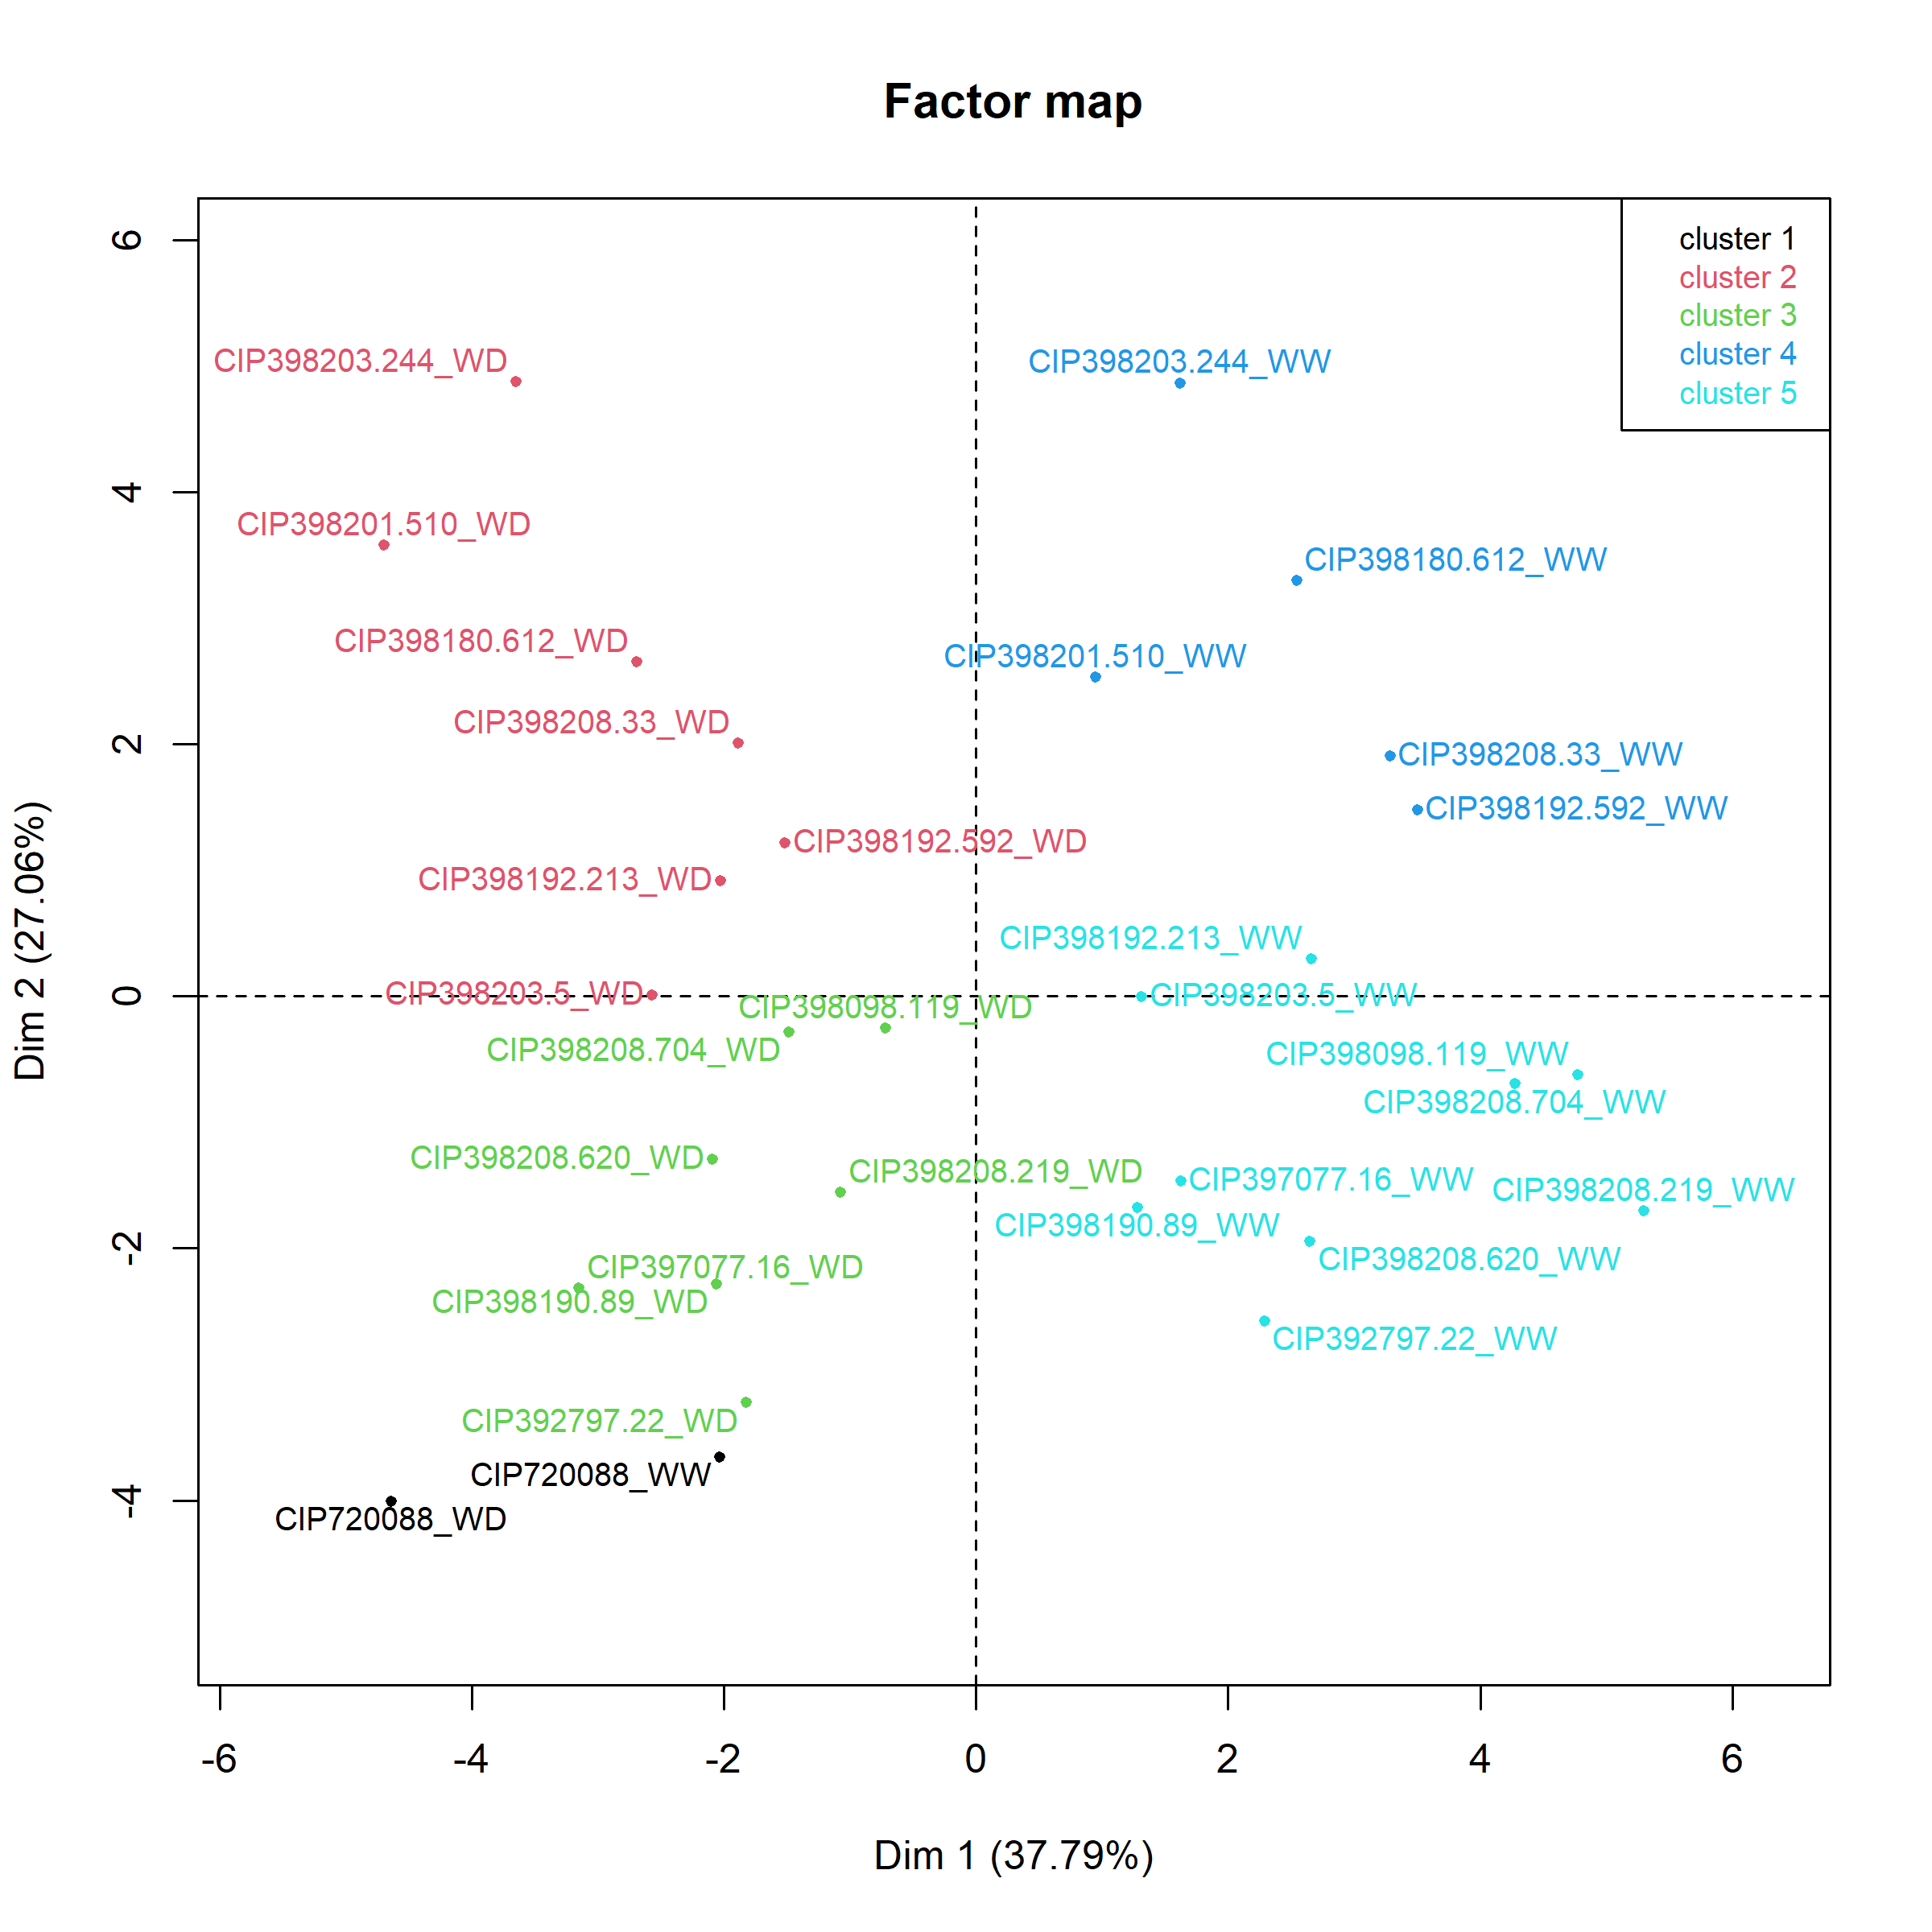 Factor map
6
cluster 1
cluster 2
cluster 3
cluster 4
cluster 5
CIP398203.244_WD
CIP398203.244_WW
4
CIP398201.510_WD
CIP398180.612_WW
CIP398180.612_WD
CIP398201.510_WW
CIP398208.33_WD
2
CIP398208.33_WW
CIP398192.592_WW
CIP398192.592_WD
CIP398192.213_WD
CIP398192.213_WW
Dim 2 (27.06%)
0
CIP398203.5_WD
CIP398203.5_WW
CIP398098.119_WD
CIP398208.704_WD
CIP398098.119_WW
CIP398208.704_WW
CIP398208.620_WD
CIP398208.219_WD
CIP397077.16_WW
CIP398208.219_WW
CIP398190.89_WW
-2
CIP398208.620_WW
CIP397077.16_WD
CIP398190.89_WD
CIP392797.22_WW
CIP392797.22_WD
CIP720088_WW
-4
CIP720088_WD
-6 -4 -2 0 2 4 6
Dim 1 (37.79%)